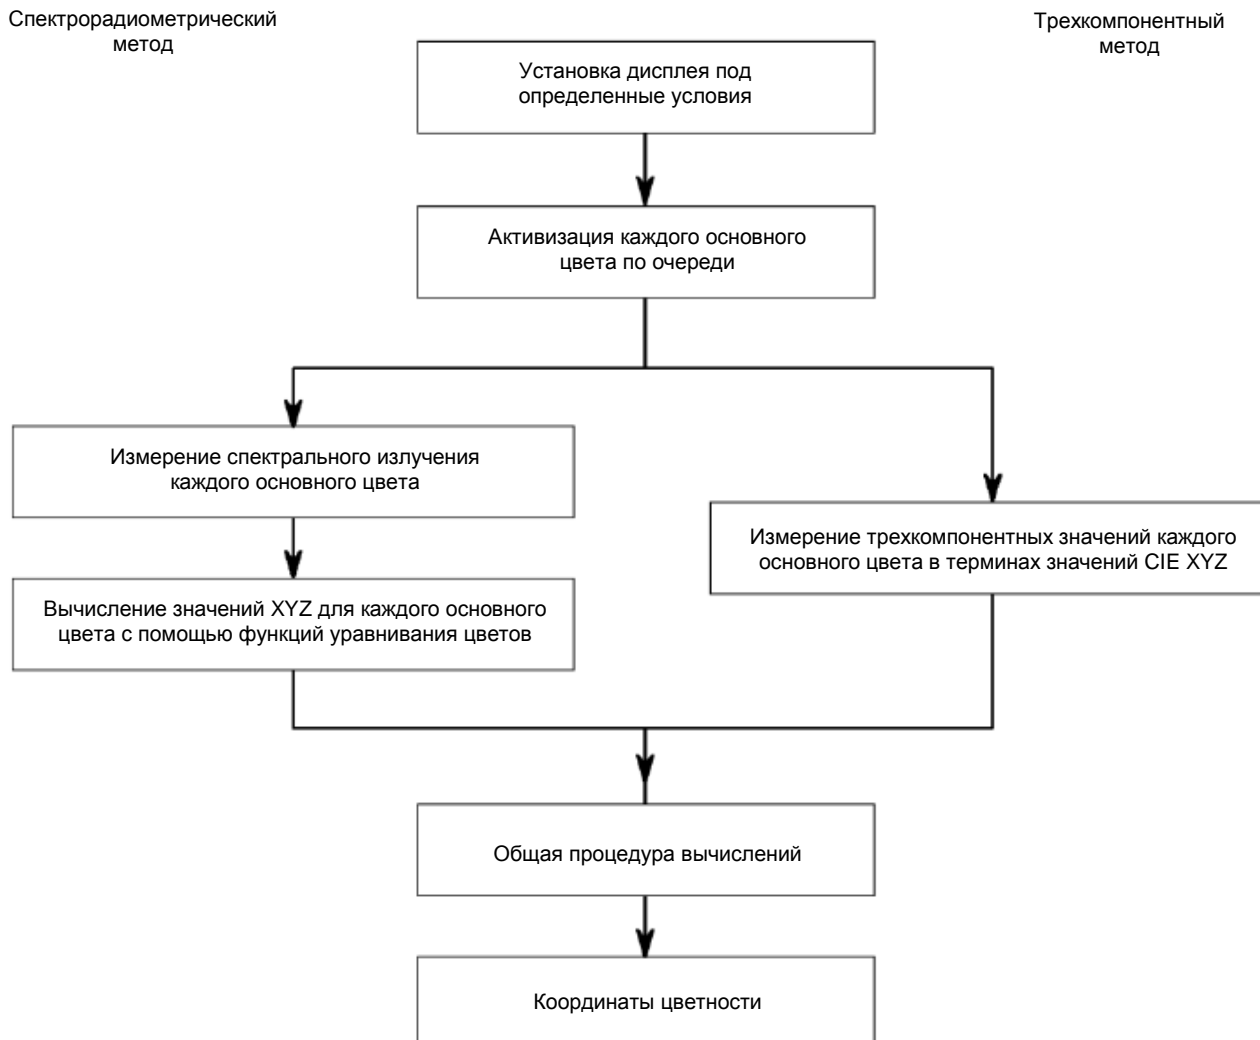 Спектрорадиометрический
метод
Трехкомпонентный
метод
Установка дисплея под
определенные условия
Активизация каждого основного
цвета по очереди
Измерение спектрального излучения
каждого основного цвета
Измерение трехкомпонентных значений каждого
основного цвета в терминах значений CIE XYZ
Вычисление значений XYZ для каждого основного
цвета с помощью функций уравнивания цветов
Общая процедура вычислений
Координаты цветности